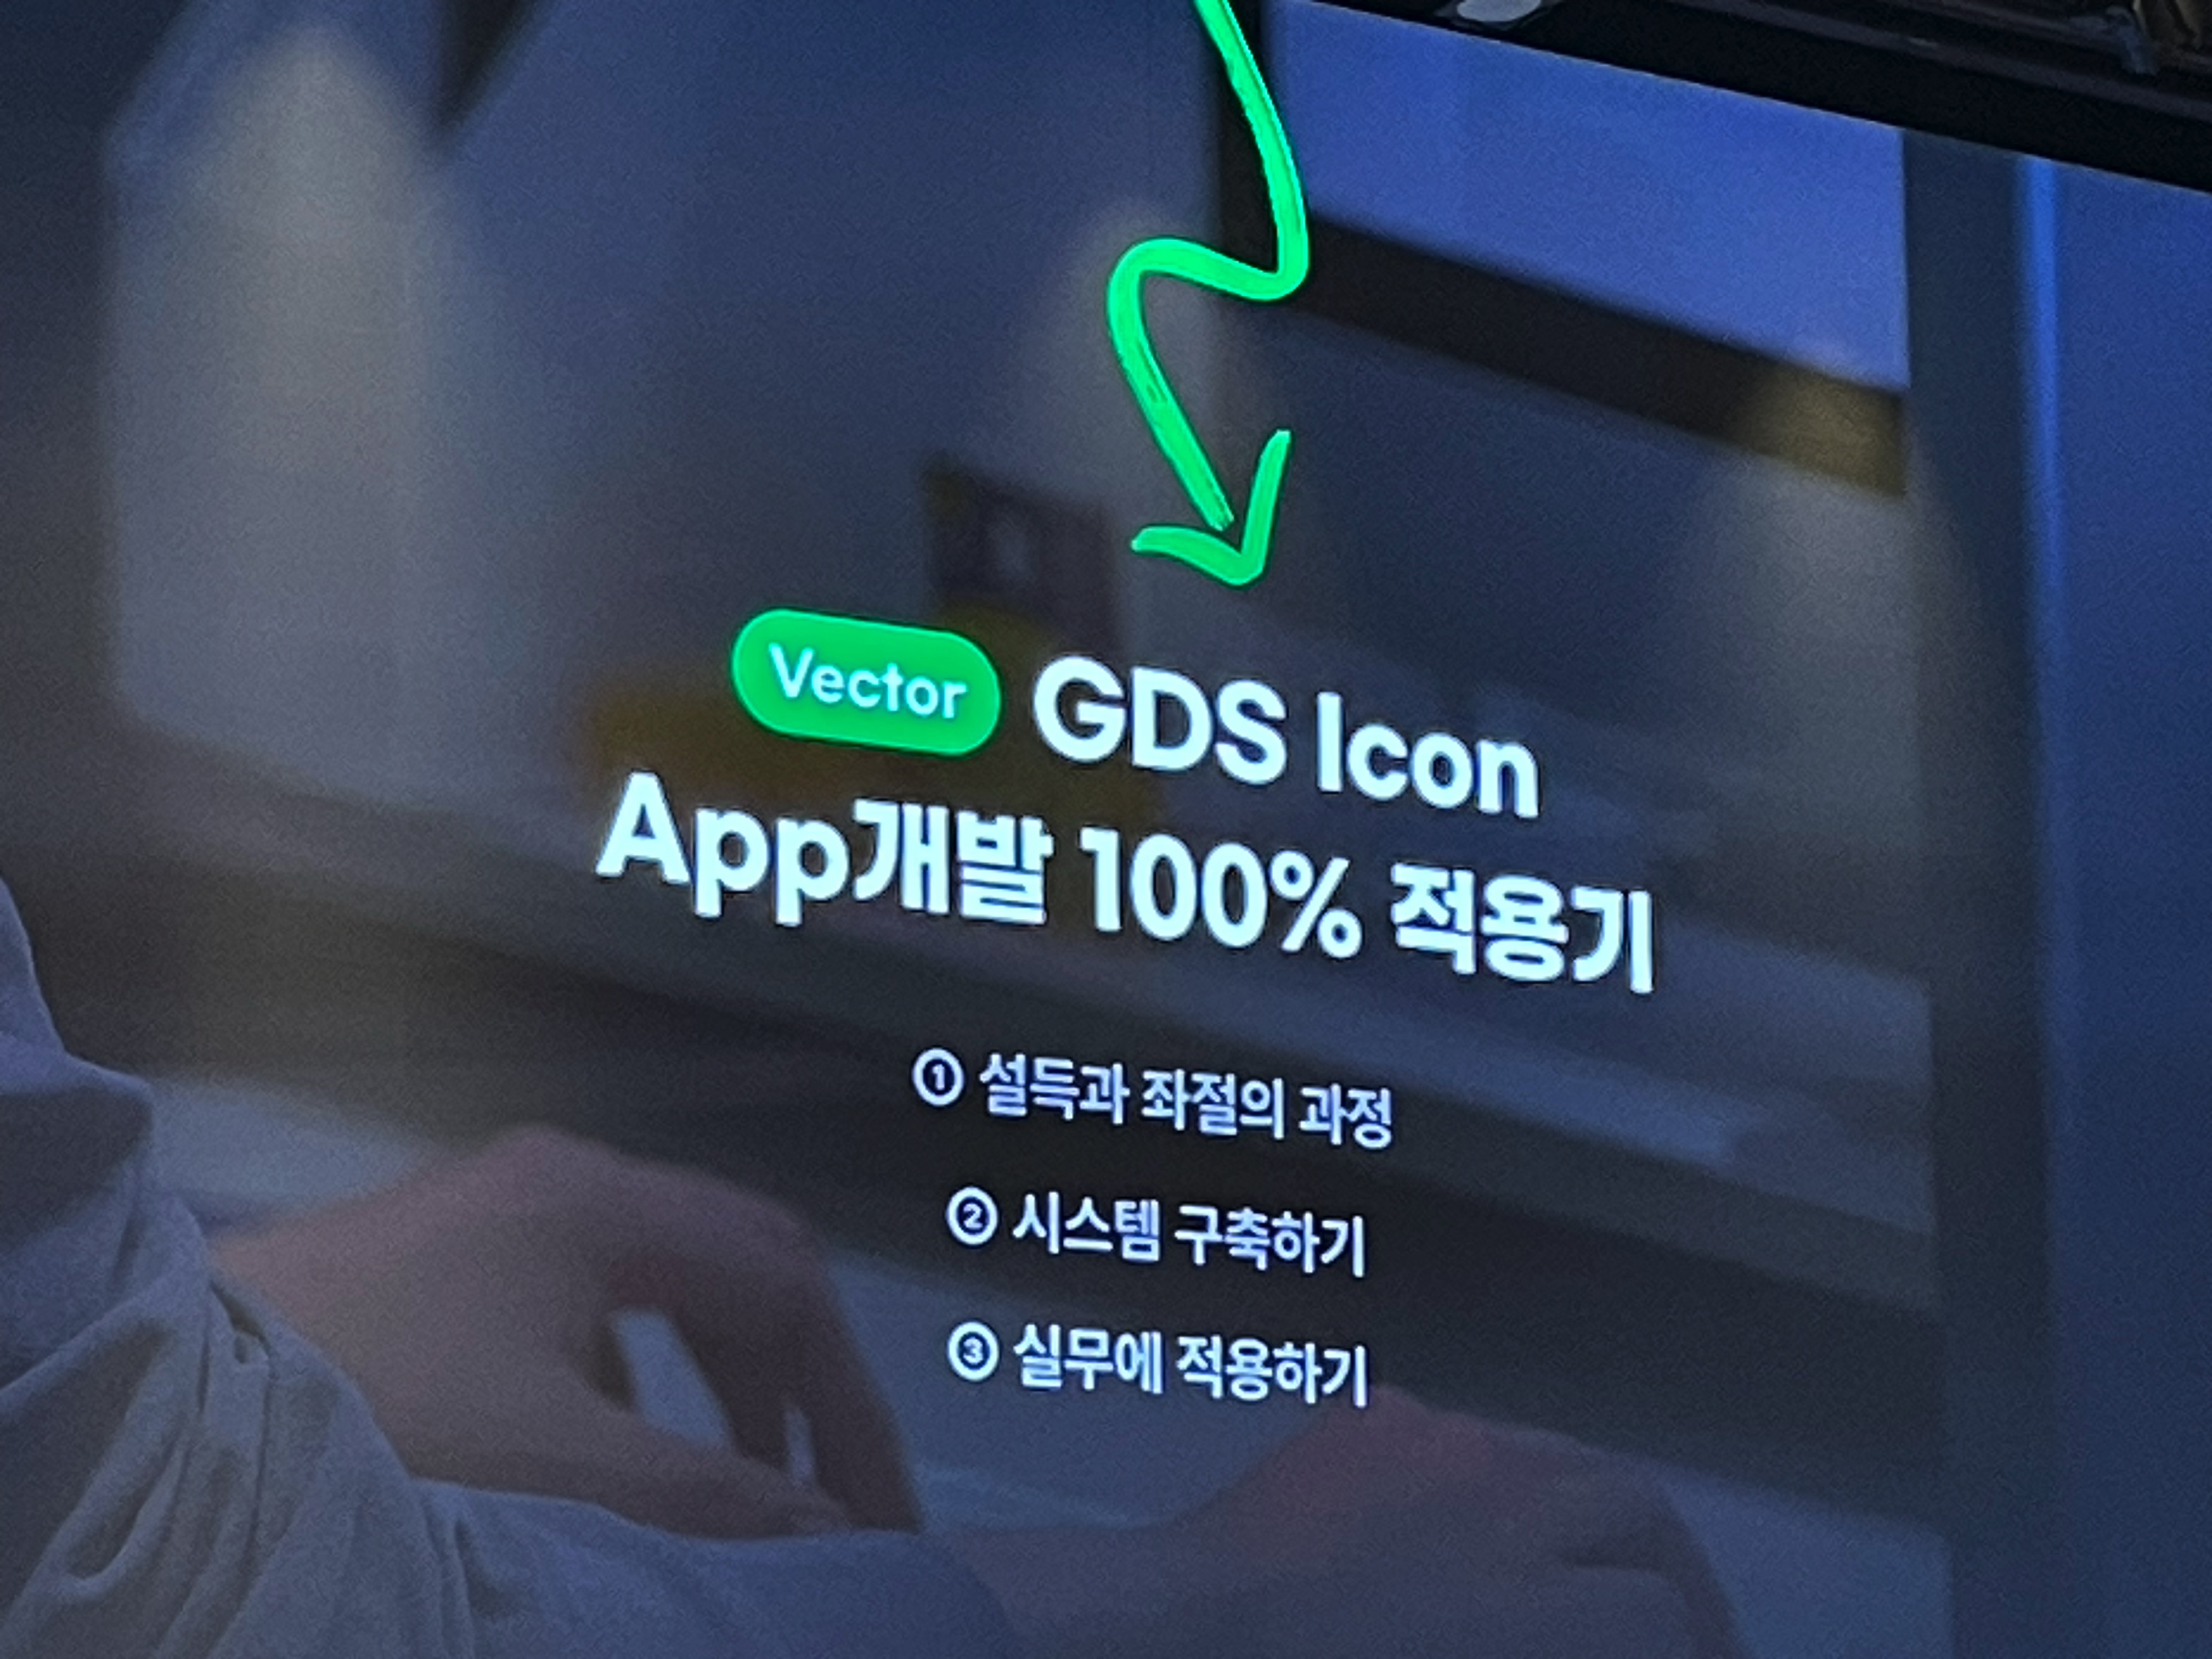 Vector GDS Icon
App개발 100% 적용기
① 설득과 좌절의 과정
② 시스템 구축하기
③ 실무에 적용하기